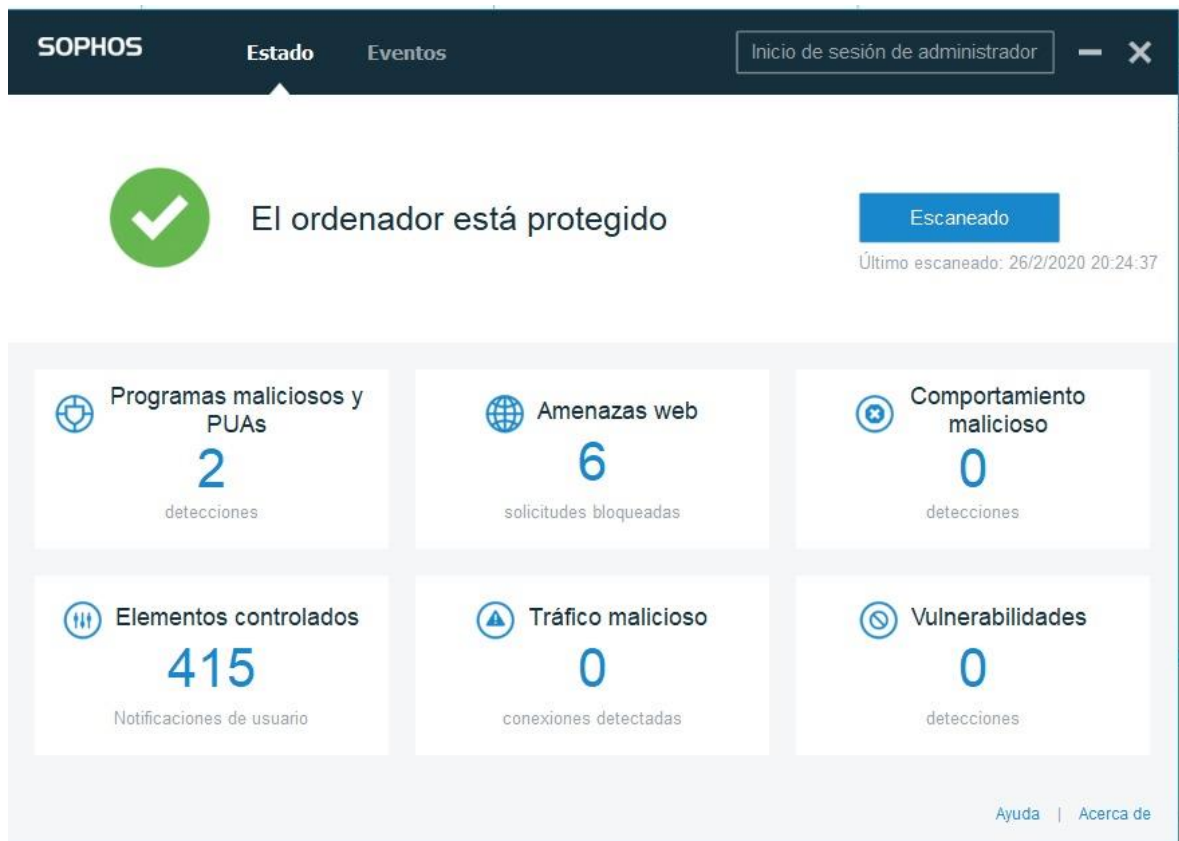 SOPHOS
Estado
Eventos
Inicio de sesión de administrador
El ordenador está protegido
Escaneado
Último escaneado: 26/2/2020 20:24:37
Programas maliciosos y
PUAs
2
detecciones
Amenazas web
6
solicitudes bloqueadas
Comportamiento
malicioso
0
detecciones
Elementos controlados
415
Notificaciones de usuario
Tráfico malicioso
0
conexiones detectadas
Vulnerabilidades
0
detecciones
Ayuda | Acerca de